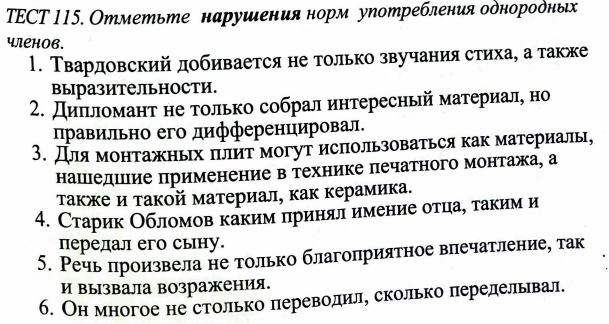 ТЕСТ 115. Отметьте нарушения норм употребления однородных
членов.
1. Твардовский добивается не только звучания стиха, а также
выразительности.
2. Дипломант не только собрал интересный материал, но
правильно его дифференцировал.
3. Для монтажных плит могут использоваться как материалы,
нашедшие применение в технике печатного монтажа, а
также и такой материал, как керамика.
4. Старик Обломов каким принял имение отца, таким и
передал его сыну.
5. Речь произвела не только благоприятное впечатление, так
и вызвала возражения.
6. Он многое не столько переводил, сколько переделывал.